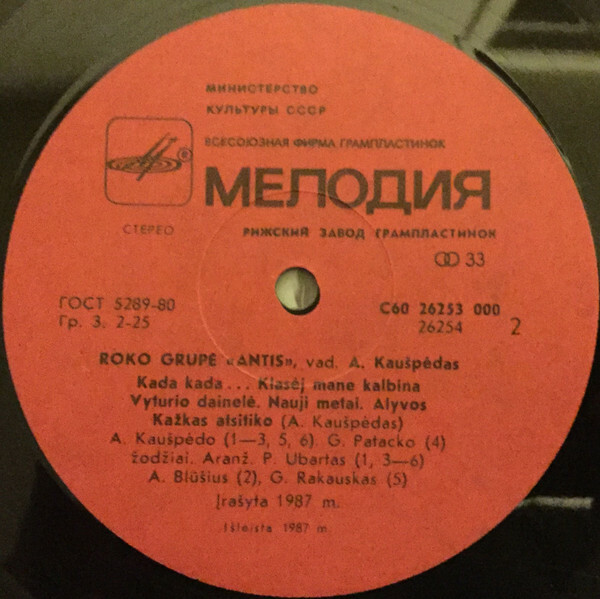 МИНИСТЕРСТВО
КУЛЬТУРЫ СССР
ВСЕСОЮЗНАЯ ФИРМА ГРАМПЛАСТИНОК
®
МЕЛОДИЯ
СТЕРЕО
РИЖСКИЙ ЗАВОД ГРАМПЛАСТИНОК
33
ГОСТ 5289-80
Гр. 3. 2-25
С60 26253 000
26254
2
ROKO GRUPĖ «ANTIS», vad. A. Kaušpėdas
Kada kada ... Klasėj mane kalbina
Vyturio dainelė. Nauji metai. Alyvos
Kažkas atsitiko (A. Kaušpėdas)
A. Kaušpėdo (1—3, 5, 6). G. Patacko (4)
žodžiai. Aranž. P. Ubartas (1, 3—6)
A. Blūšius (2), G. Rakauskas (5)
Įrašyta 1987 m.
Išleista 1987 m.